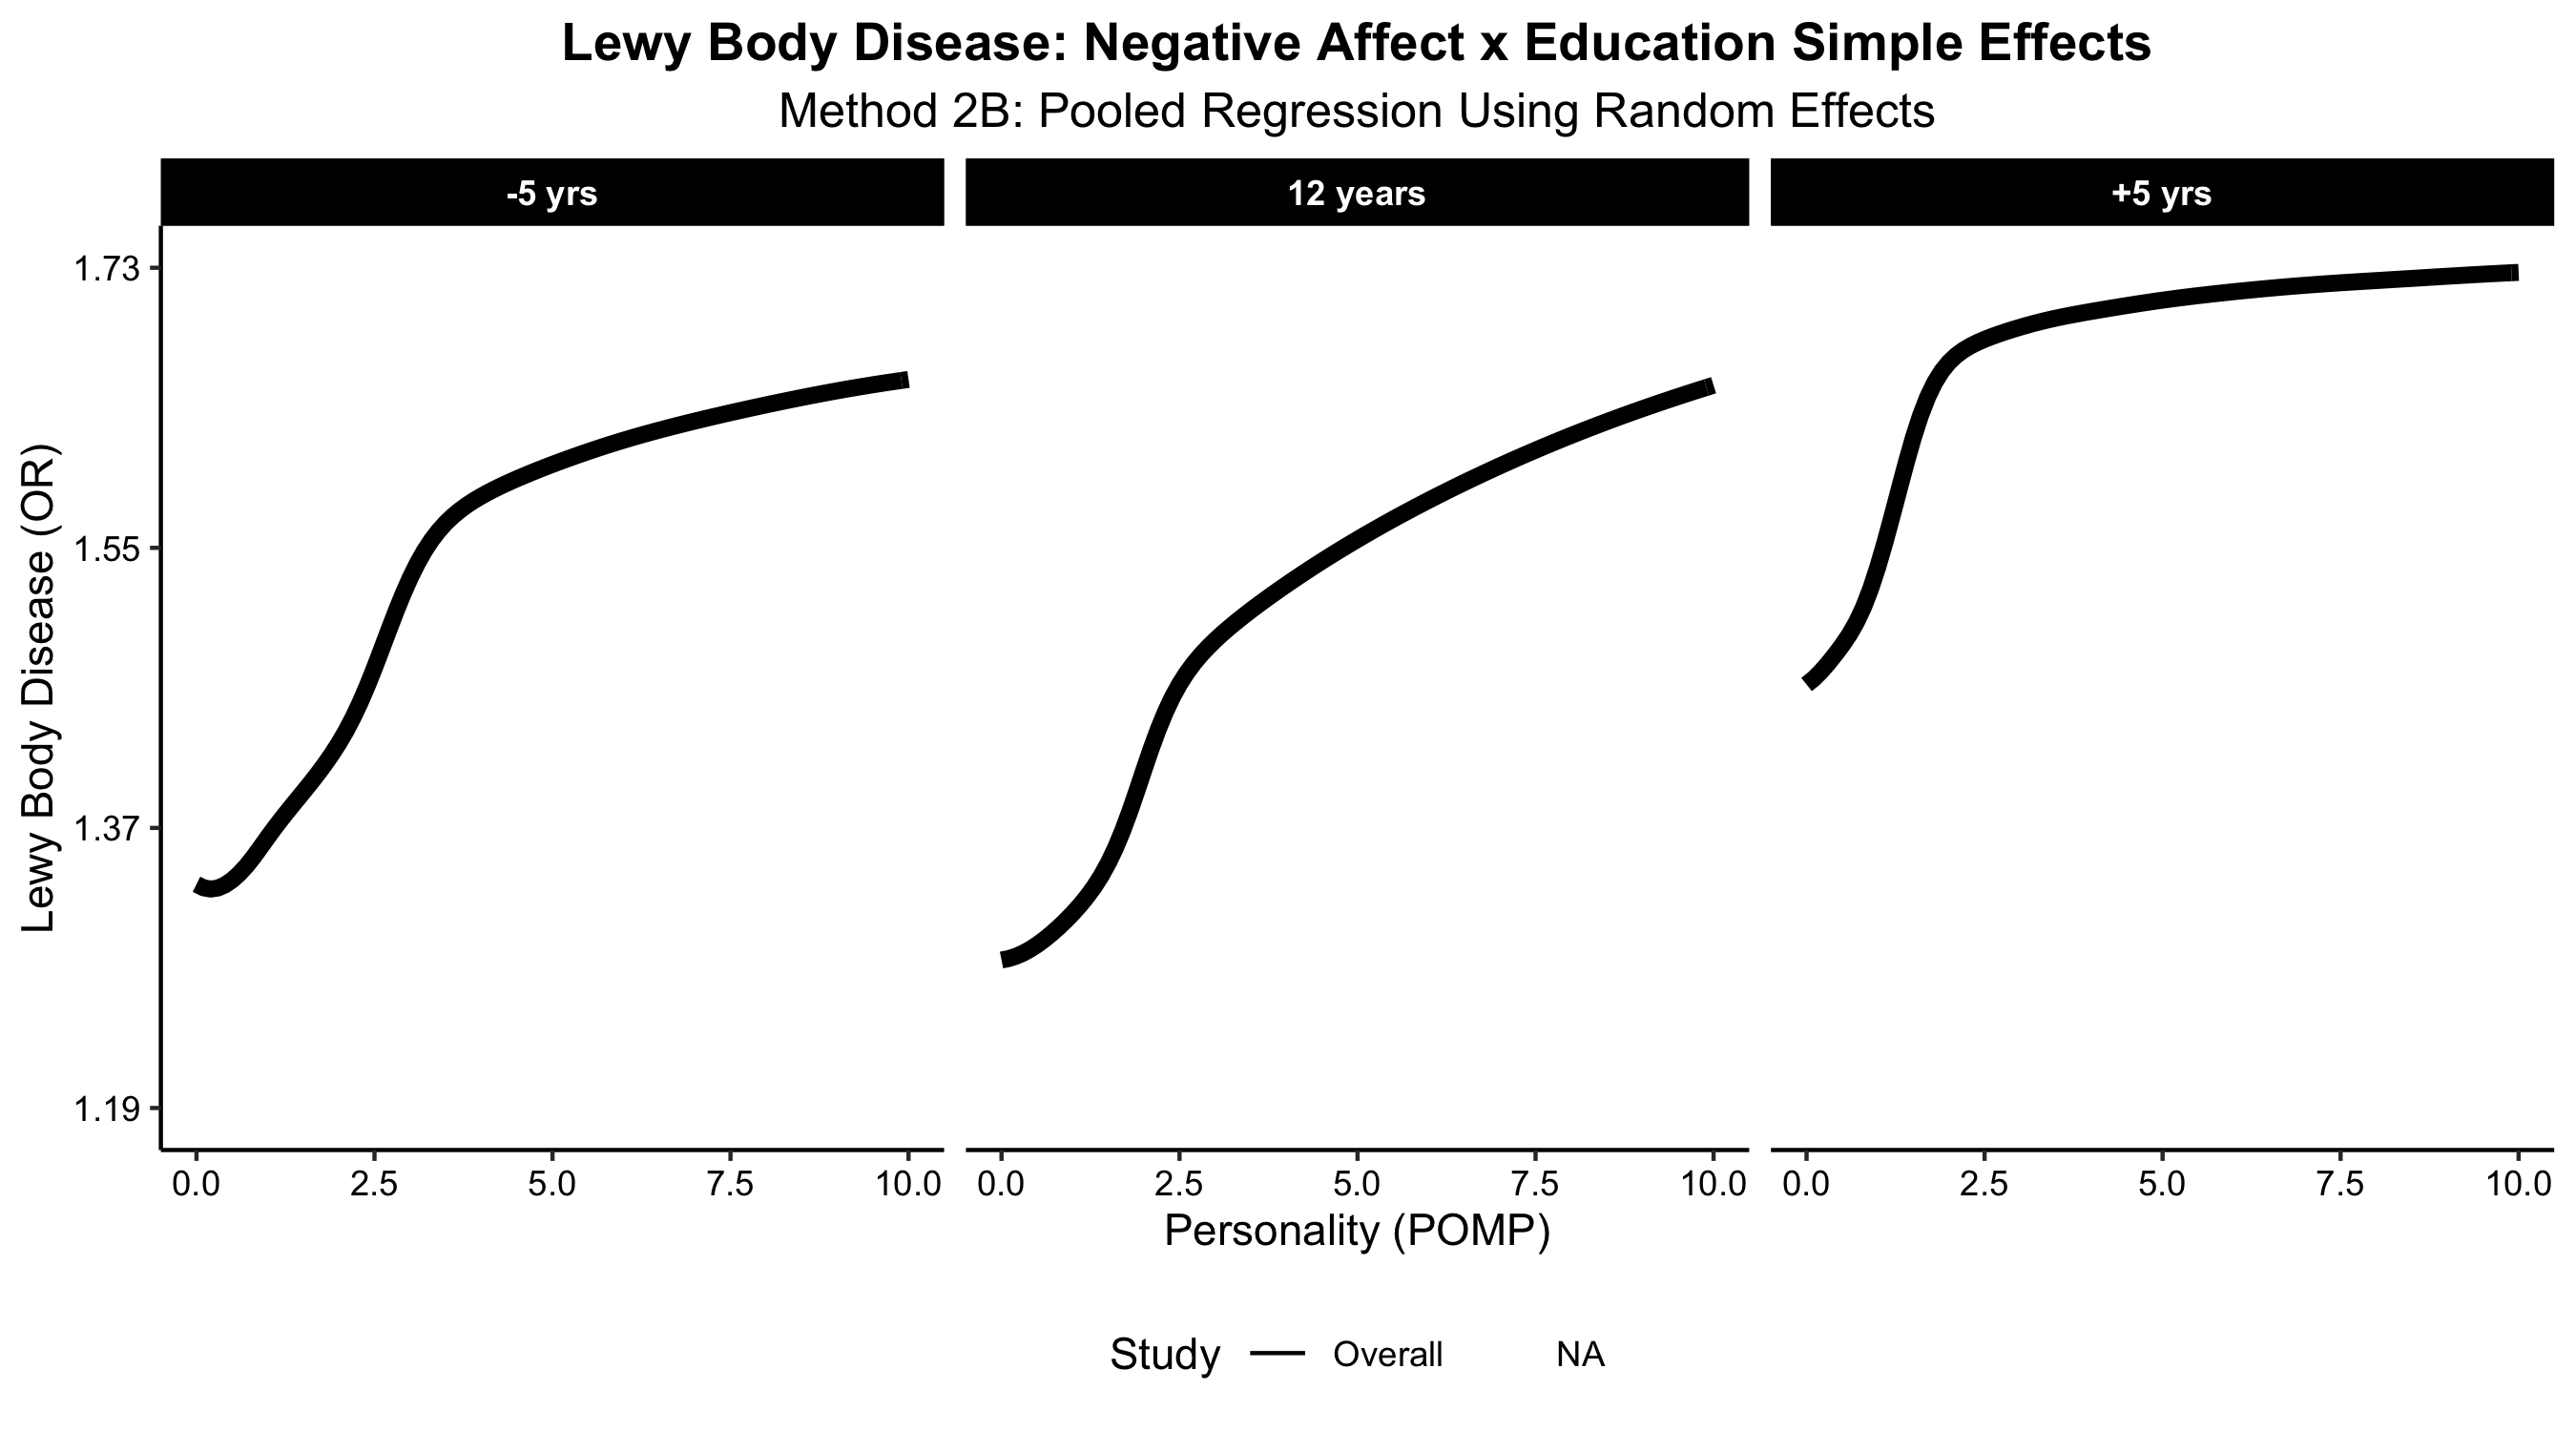 Lewy Body Disease: Negative Affect x Education Simple Effects
Method 2B: Pooled Regression Using Random Effects
-5 yrs
12 years
+5 yrs
Lewy Body Disease (OR)
1.73
1.55
1.37
1.19
0.0 2.5 5.0 7.5 10.0
0.0 2.5 5.0 7.5 10.0
0.0 2.5 5.0 7.5 10.0
Personality (POMP)
Study Overall NA